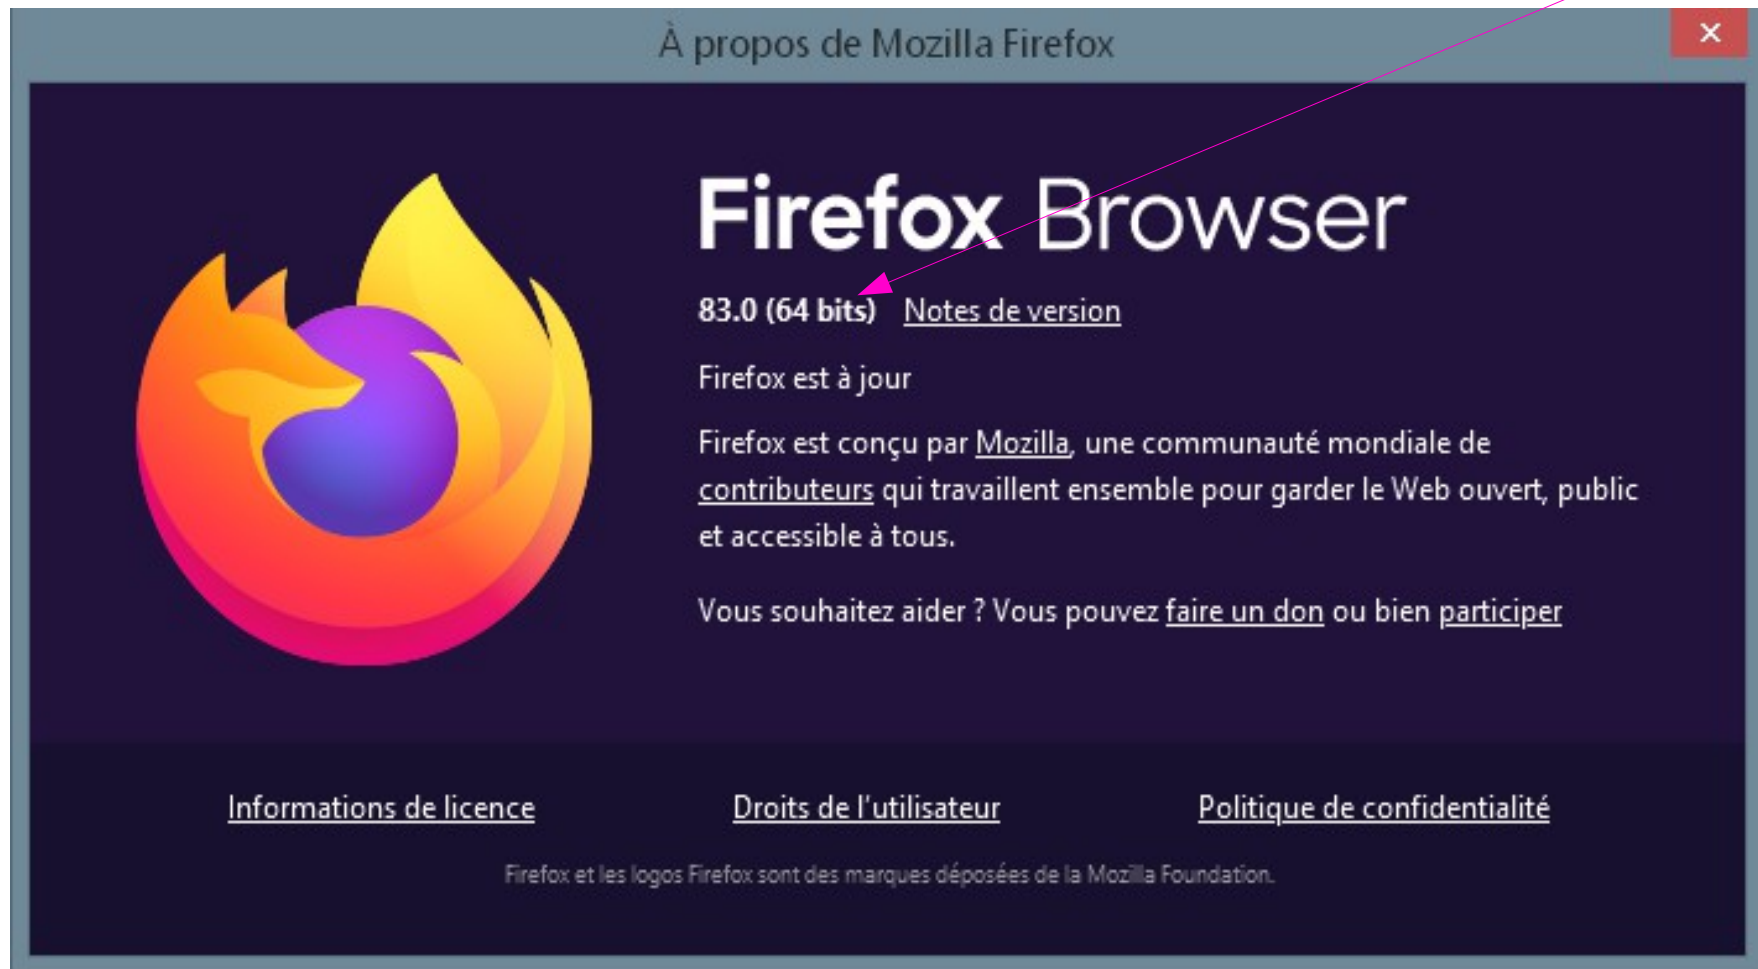 À propos de Mozilla Firefox
Firefox Browser
83.0 (64 bits) Notes de version
Firefox est à jour
Firefox est conçu par Mozilla, une communauté mondiale de
contributeurs qui travaillent ensemble pour garder le Web ouvert, public
et accessible à tous.
Vous souhaitez aider ? Vous pouvez faire un don ou bien participer
Informations de licence Droits de l'utilisateur Politique de confidentialité
Firefox et les logos Firefox sont des marques déposées de la Mozilla Foundation.